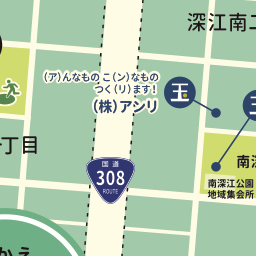 深江南二
(ア)んなもの こ(ン)なもの
つく(リ)ます!
(株)アンリ
玉
丁目
国道
308
ROUTE
南深
南深江公園
地域集会所
かえ